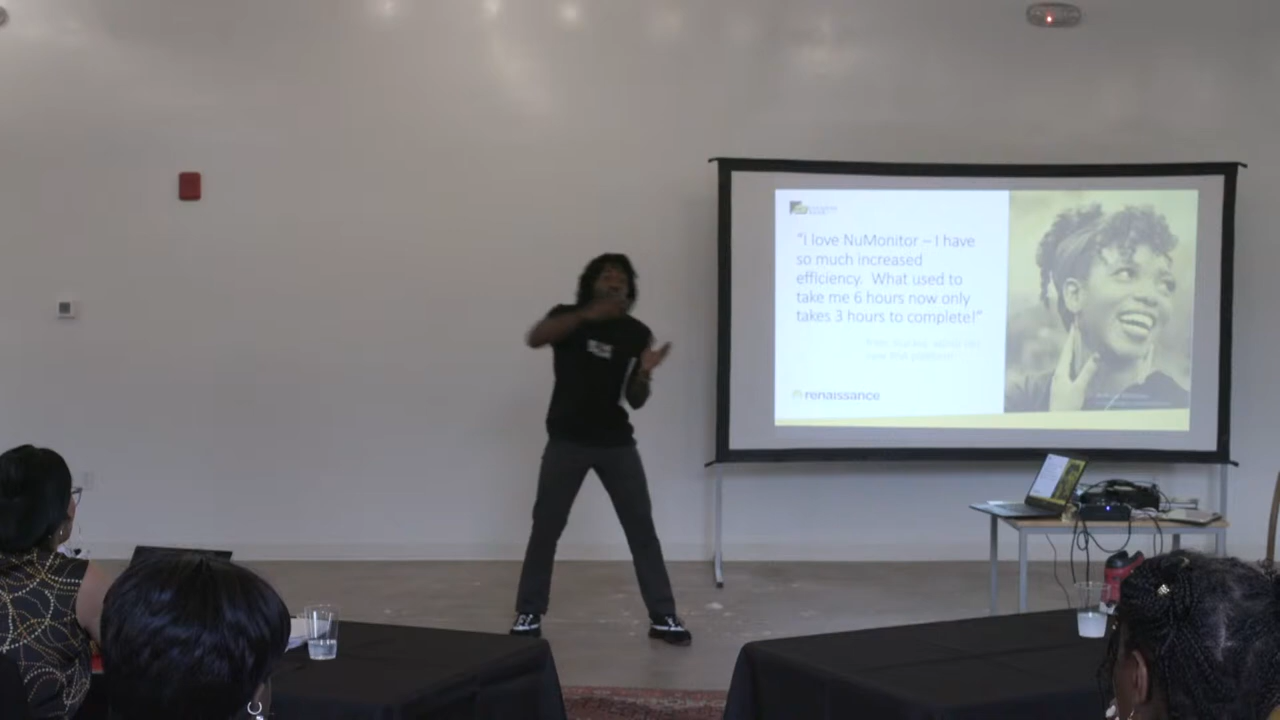 "I love NuMonitor – I have
so much increased
efficiency. What used to
take me 6 hours now only
takes 3 hours to complete!"
renaissance